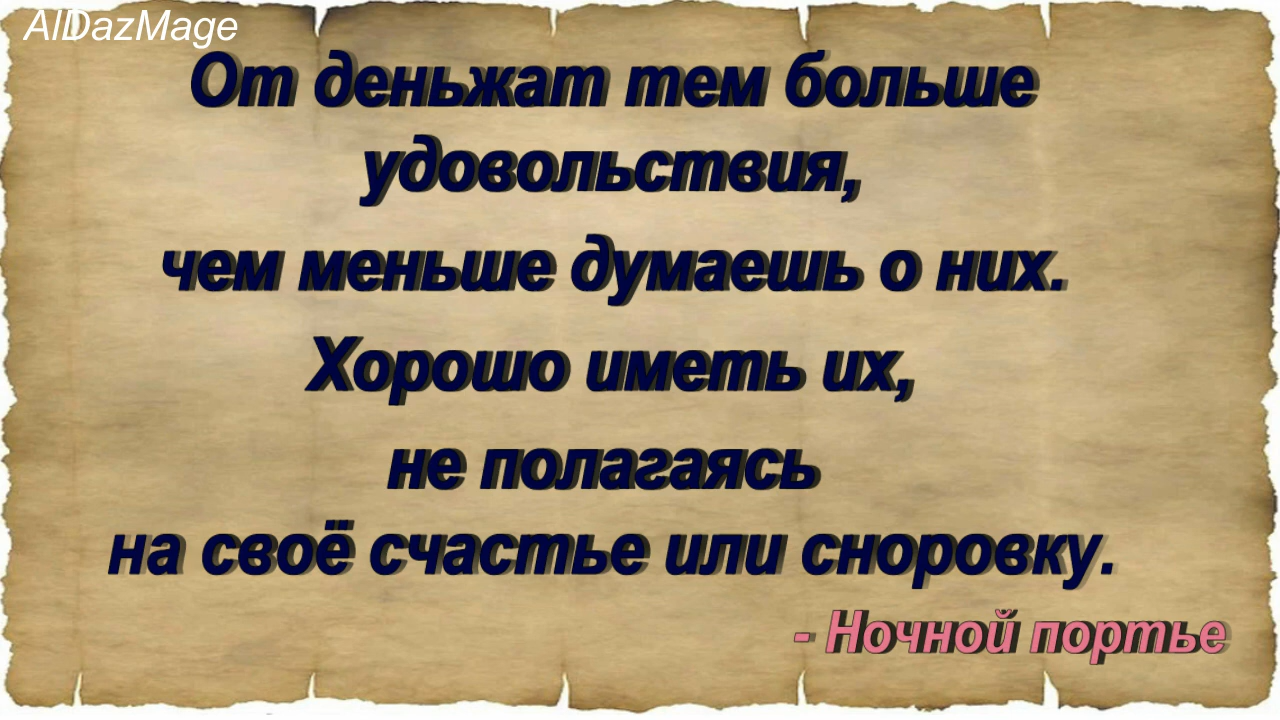 AlDazMage
От деньжат тем больше
удовольствия,
чем меньше думаешь о них.
Хорошо иметь их,
не полагаясь
на своё счастье или сноровку.
- Ночной портье